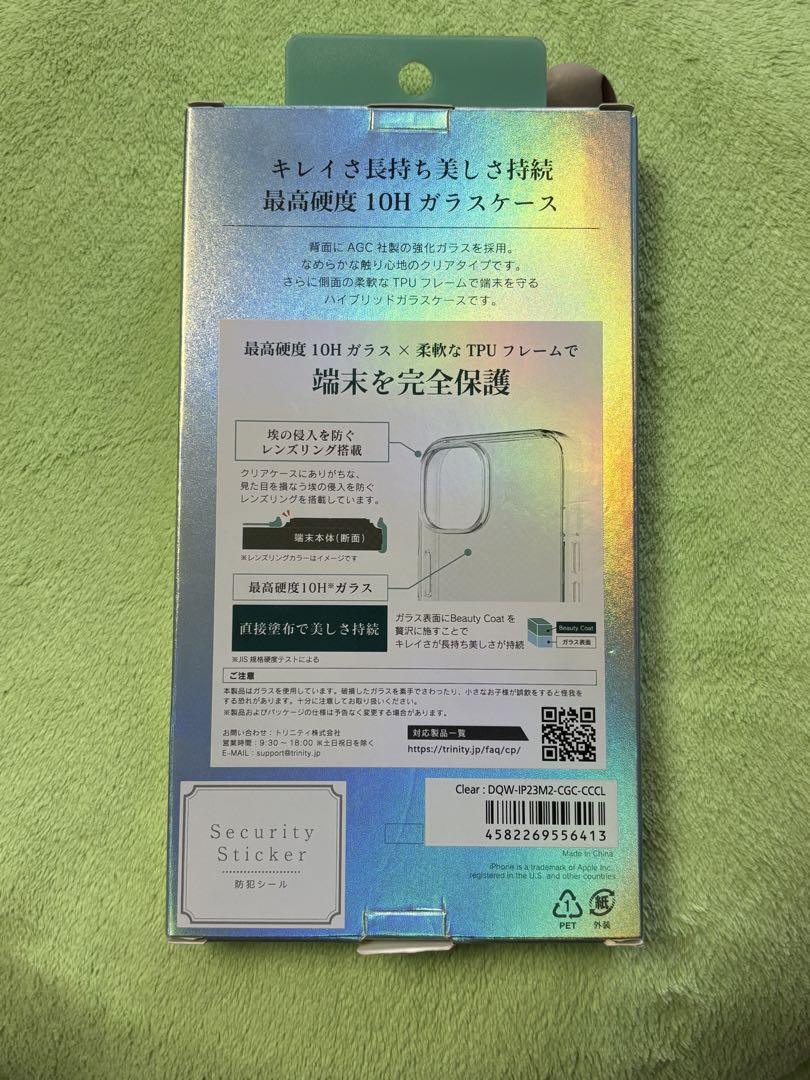 キレイさ長持ち美しさ持続
最高硬度 10H ガラスケース
背面に AGC 社製の強化ガラスを採用。
なめらかな触り心地のクリアタイプです。
さらに側面の柔軟な TPU フレームで端末を守る
ハイブリッドガラスケースです。
最高硬度 10H ガラス × 柔軟な TPU フレームで
端末を完全保護
埃の侵入を防ぐ
レンズリング搭載
クリアケースにありがちな、
見た目を損なう埃の侵入を防ぐ
レンズリングを搭載しています。
端末本体(断面)
※レンズリングカラーはイメージです
最高硬度10H※ガラス
直接塗布で美しさ持続
ガラス表面にBeauty Coat を
贅沢に施すことで
キレイさが長持ち美しさが持続
Beauty Coat
ガラス表面
※JIS 規格硬度テストによる
ご注意
本製品はガラスを使用しています。破損したガラスを素手でさわったり、小さなお子様が誤飲をすると怪我を
する恐れがあります。十分に注意してお取り扱いください。
※製品およびパッケージの仕様は予告なく変更する場合があります。
お問い合わせ:トリニティ株式会社
営業時間:9:30～18:00 ※土日祝日を除く
E-MAIL:support@trinity.jp
対応製品一覧
https://trinity.jp/faq/cp/
Clear : DQW-IP23M2-CGC-CCCL
4582269556413
Made In China
iPhone is a trademark of Apple Inc.,
registered in the U.S. and other countries.
Security
Sticker
防犯シール
1
PET
紙
外装